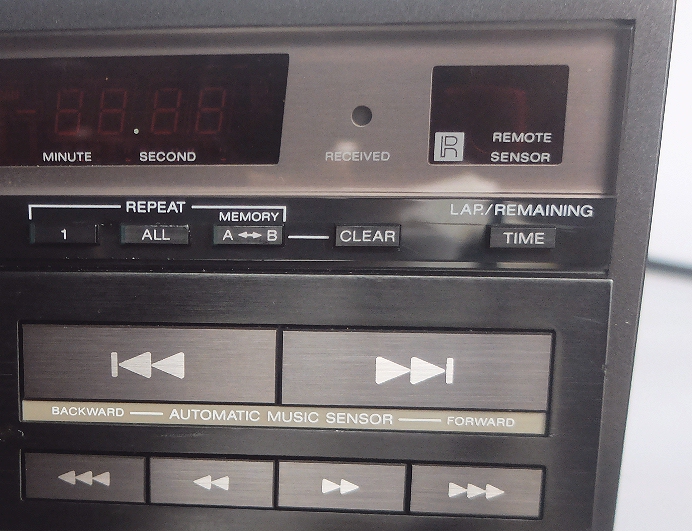 MINUTE SECOND
RECEIVED
R REMOTE SENSOR
REPEAT
MEMORY
LAP/REMAINING
1 ALL A ↔ B CLEAR TIME
BACKWARD — AUTOMATIC MUSIC SENSOR — FORWARD